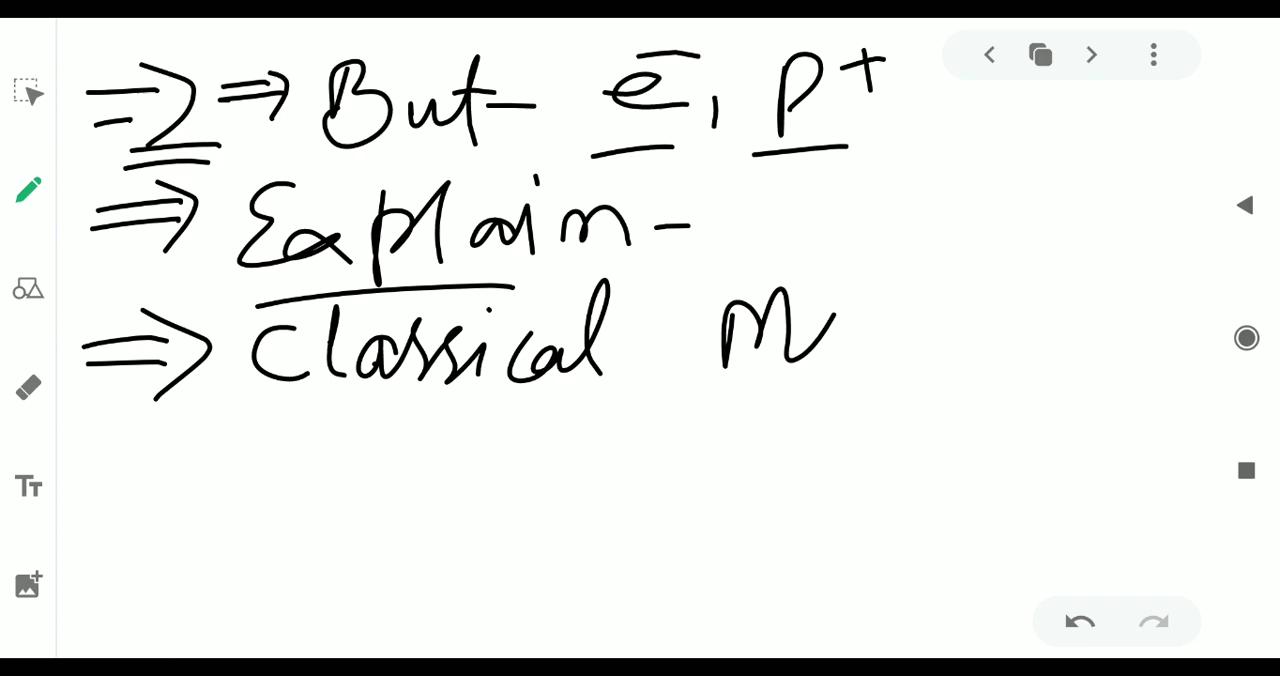 ⇒ 2 ⇒ But - e⁻, p⁺
⇒ Explain -
⇒ Classical M